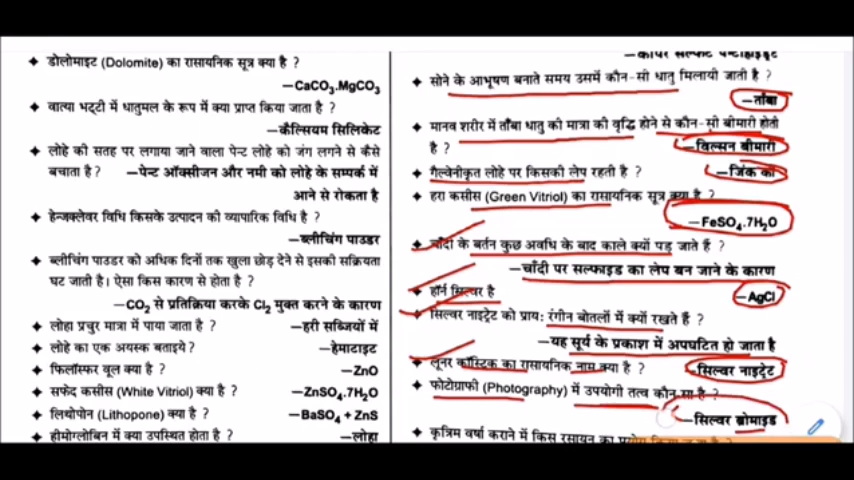 ✦ डोलोमाइट (Dolomite) का रासायनिक सूत्र क्या है ?
–CaCO₃.MgCO₃
✦ वात्या भट्टी में धातुमल के रूप में क्या प्राप्त किया जाता है ?
–कैल्सियम सिलिकेट
✦ लोहे की सतह पर लगाया जाने वाला पेन्ट लोहे को जंग लगने से कैसे
बचाता है ? –पेन्ट ऑक्सीजन और नमी को लोहे के सम्पर्क में
आने से रोकता है
✦ हेन्जक्लेवर विधि किसके उत्पादन की व्यापारिक विधि है ?
–ब्लीचिंग पाउडर
✦ ब्लीचिंग पाउडर को अधिक दिनों तक खुला छोड़ देने से इसकी सक्रियता
घट जाती है। ऐसा किस कारण से होता है ?
–CO₂ से प्रतिक्रिया करके Cl₂ मुक्त करने के कारण
✦ लोहा प्रचुर मात्रा में पाया जाता है ? –हरी सब्जियों में
✦ लोहे का एक अयस्क बताइये ? –हेमाटाइट
✦ फिलॉस्फर वूल क्या है ? –ZnO
✦ सफेद कसीस (White Vitriol) क्या है ? –ZnSO₄.7H₂O
✦ लिथोपोन (Lithopone) क्या है ? –BaSO₄ + ZnS
✦ हीमोग्लोबिन में क्या उपस्थित होता है ? –लोहा
–कॉपर सल्फेट पेन्टाहाइड्रेट
✦ सोने के आभूषण बनाते समय उसमें कौन-सी धातु मिलायी जाती है ?
–ताँबा
✦ मानव शरीर में ताँबा धातु की मात्रा की वृद्धि होने से कौन-सी बीमारी होती
है ? –विल्सन बीमारी
✦ गैल्वेनीकृत लोहे पर किसकी लेप रहती है ? –जिंक का
✦ हरा कसीस (Green Vitriol) का रासायनिक सूत्र क्या है ?
–FeSO₄.7H₂O
✦ चाँदी के बर्तन कुछ अवधि के बाद काले क्यों पड़ जाते हैं ?
–चाँदी पर सल्फाइड का लेप बन जाने के कारण
✦ हॉर्न सिल्वर है –AgCl
✦ सिल्वर नाइट्रेट को प्रायः रंगीन बोतलों में क्यों रखते हैं ?
–यह सूर्य के प्रकाश में अपघटित हो जाता है
✦ लूनर कॉस्टिक का रासायनिक नाम क्या है ? –सिल्वर नाइट्रेट
✦ फोटोग्राफी (Photography) में उपयोगी तत्व कौन सा है ?
–सिल्वर ब्रोमाइड
✦ कृत्रिम वर्षा कराने में किस रसायन का प्रयोग किया जाता है ?